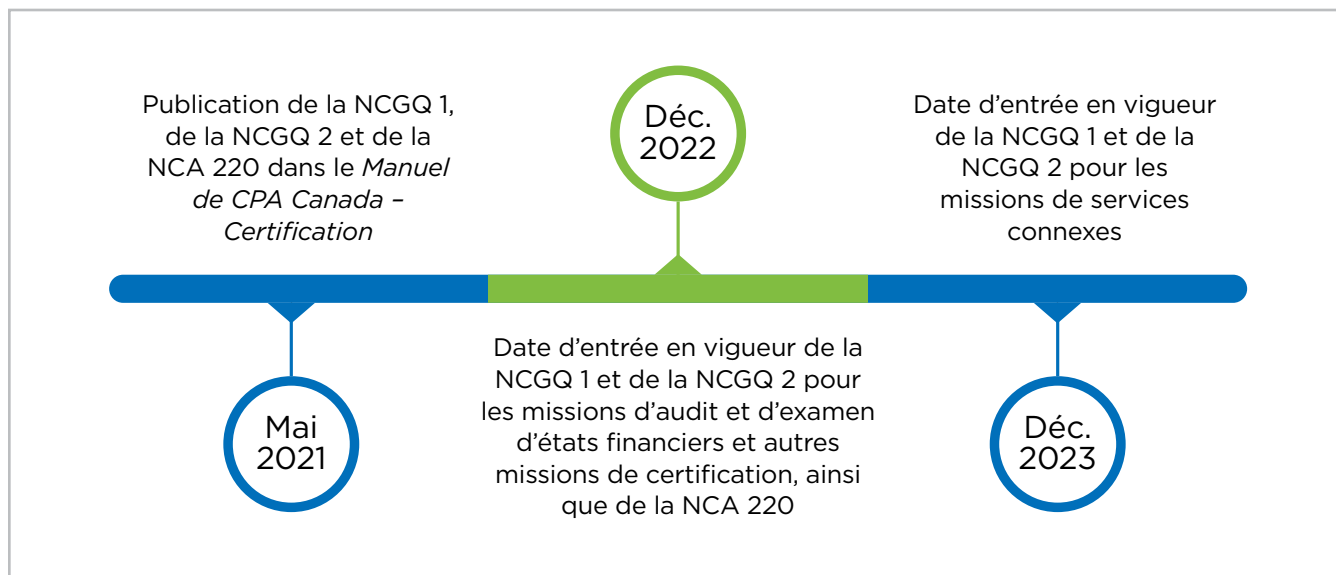 Publication de la NCGQ 1,
de la NCGQ 2 et de la
NCA 220 dans le Manuel
de CPA Canada –
Certification
Mai
2021
Déc.
2022
Date d’entrée en vigueur de la
NCGQ 1 et de la NCGQ 2 pour
les missions d’audit et d’examen
d’états financiers et autres
missions de certification, ainsi
que de la NCA 220
Date d’entrée en vigueur
de la NCGQ 1 et de la
NCGQ 2 pour les
missions de services
connexes
Déc.
2023